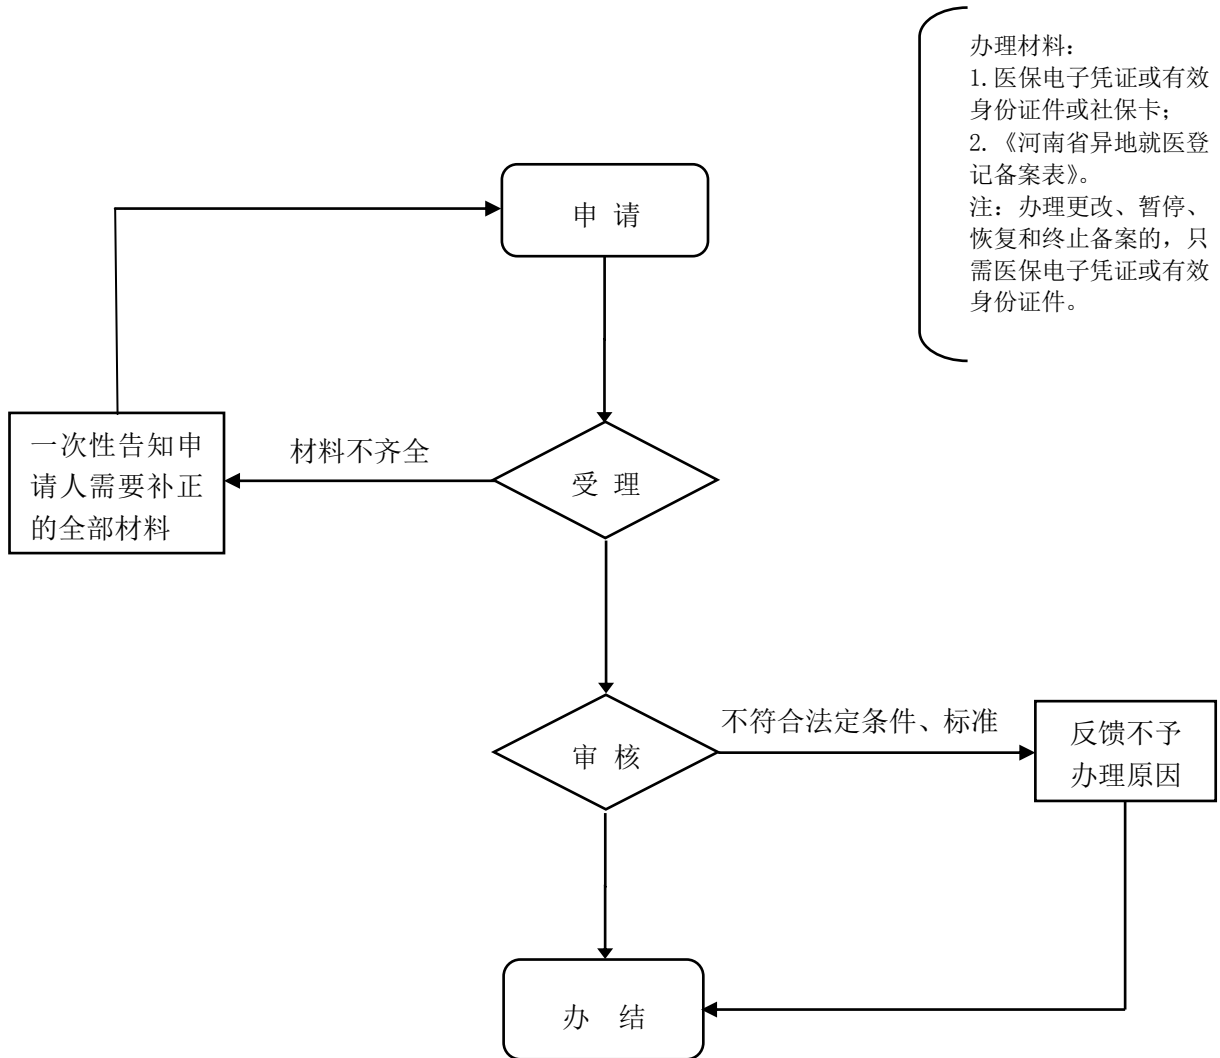 办理材料：
1.医保电子凭证或有效
身份证件或社保卡；
2.《河南省异地就医登
记备案表》。
注：办理更改、暂停、
恢复和终止备案的，只
需医保电子凭证或有效
身份证件。
申 请
一次性告知申
请人需要补正
的全部材料
材料不齐全
受 理
不符合法定条件、标准
审 核
反馈不予
办理原因
办 结